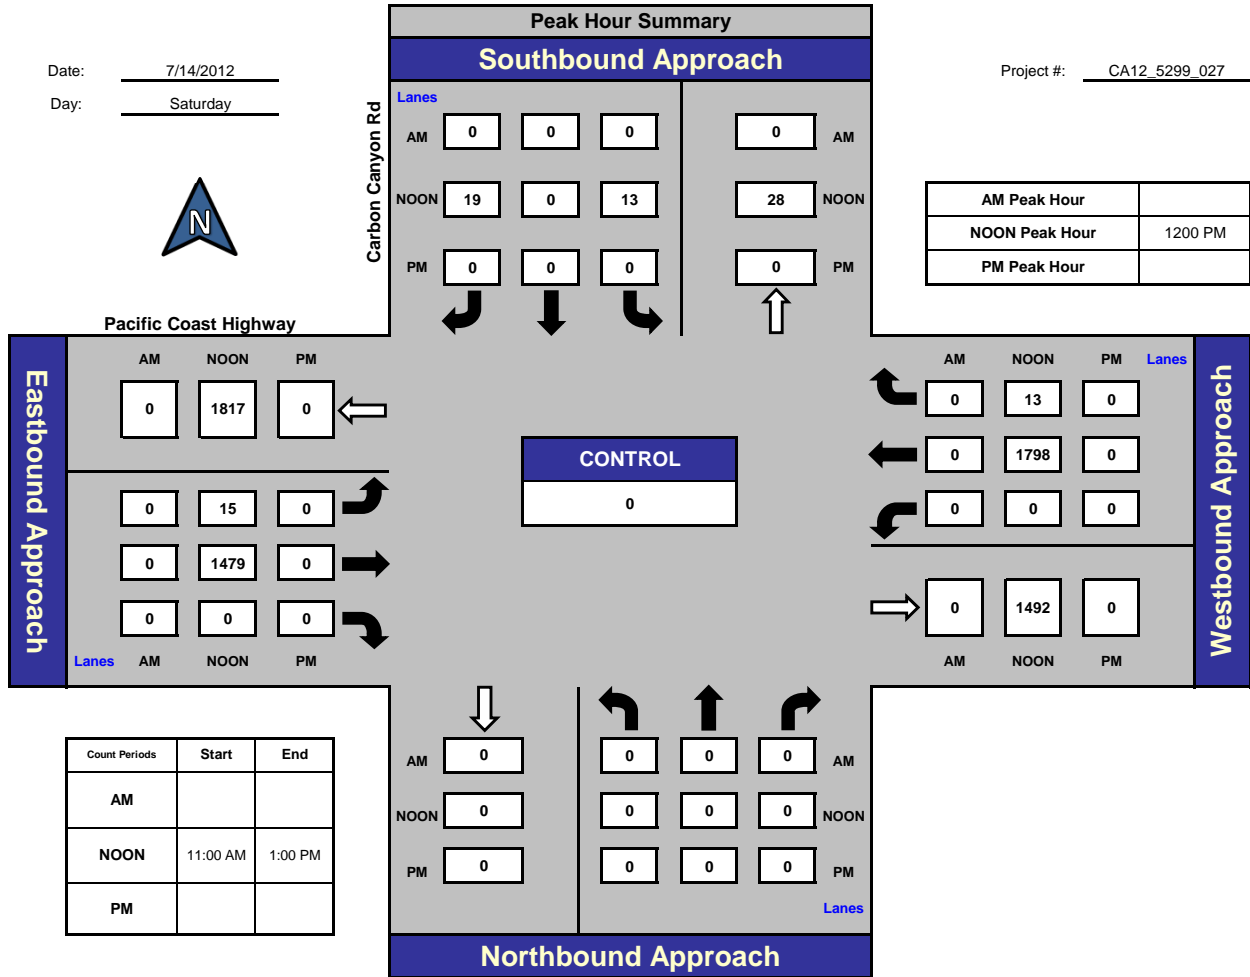 Peak Hour Summary
Southbound Approach
Date: 7/14/2012
Day: Saturday
Project #: CA12_5299_027
N
Carbon Canyon Rd
Lanes
AM 0 0 0 0 AM
NOON 19 0 13 28 NOON
PM 0 0 0 0 PM
AM Peak Hour
NOON Peak Hour 1200 PM
PM Peak Hour
Pacific Coast Highway
Eastbound Approach
AM NOON PM
0 1817 0
0 15 0
0 1479 0
0 0 0
Lanes AM NOON PM
CONTROL
0
AM NOON PM Lanes
0 13 0
0 1798 0
0 0 0
0 1492 0
AM NOON PM
Westbound Approach
Count Periods Start End
AM
NOON 11:00 AM 1:00 PM
PM
AM 0 0 0 0 AM
NOON 0 0 0 0 NOON
PM 0 0 0 0 PM
Lanes
Northbound Approach